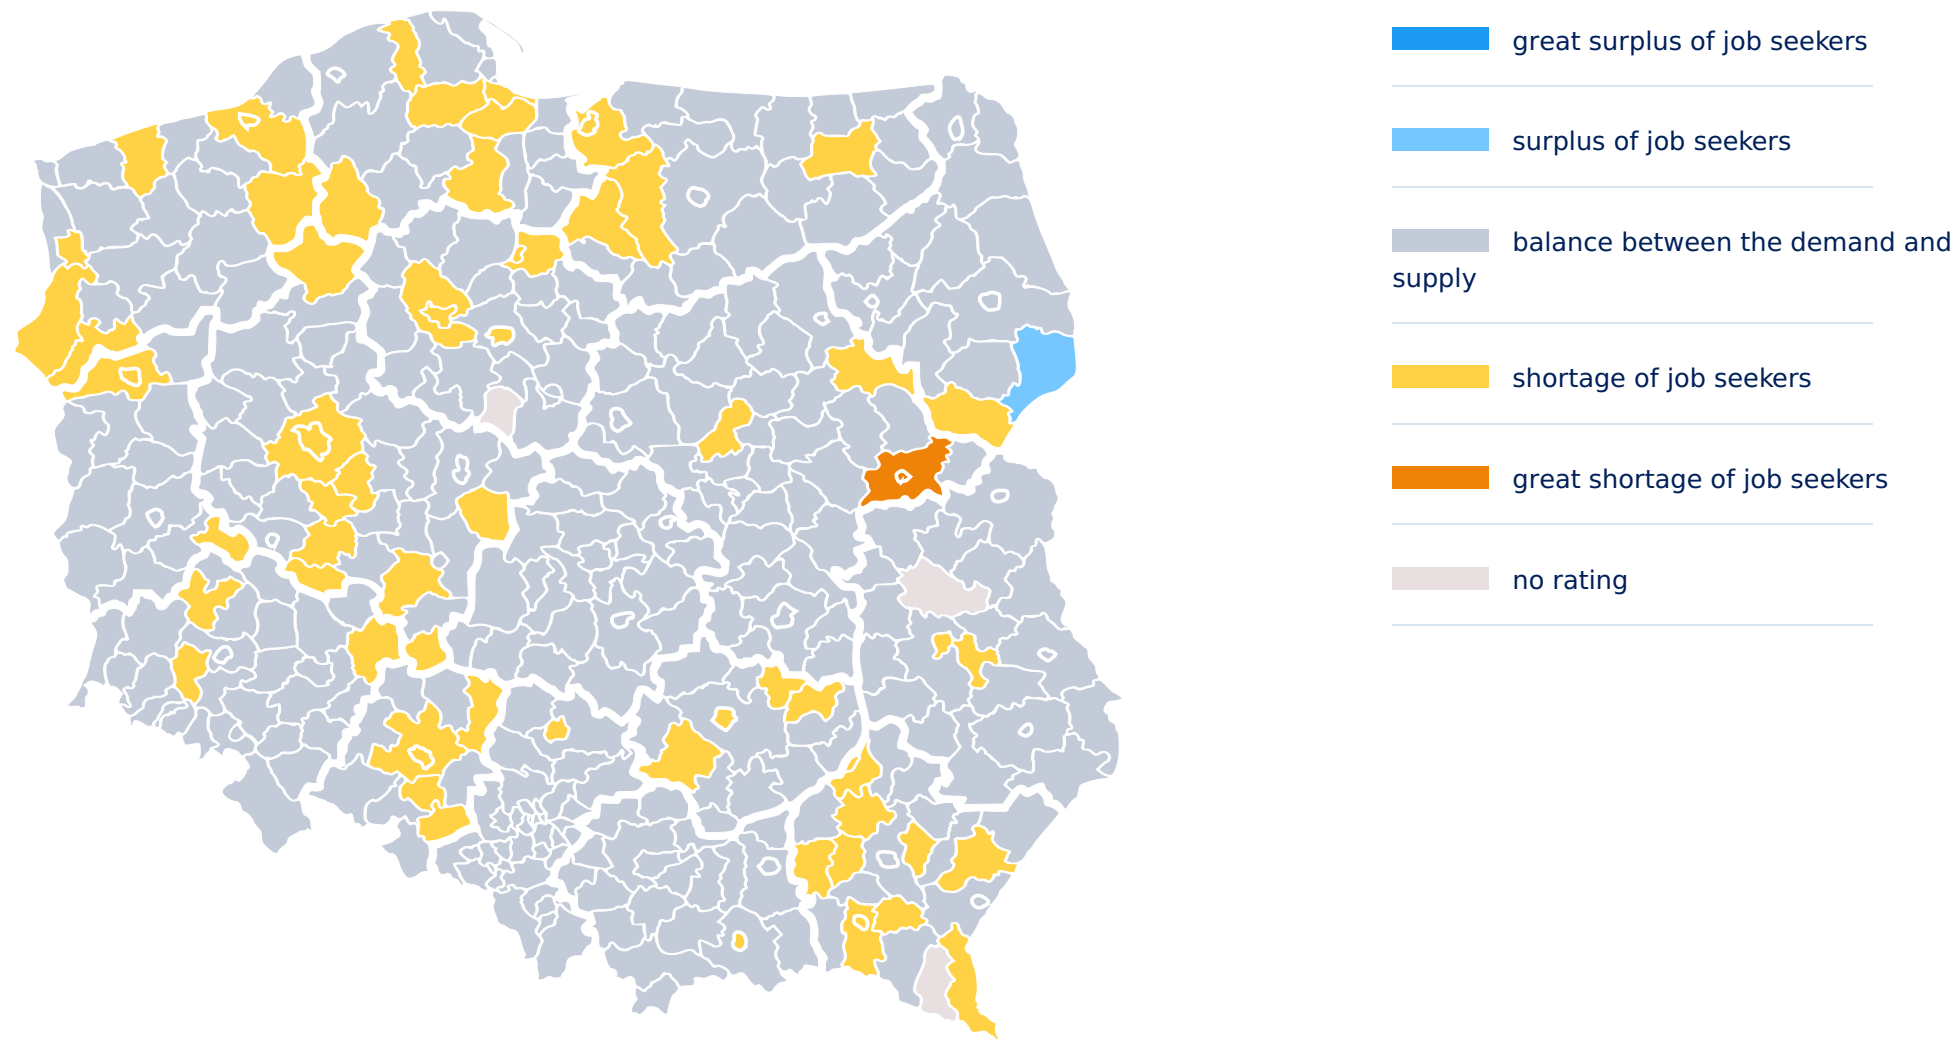 great surplus of job seekers
surplus of job seekers
balance between the demand and
supply
shortage of job seekers
great shortage of job seekers
no rating